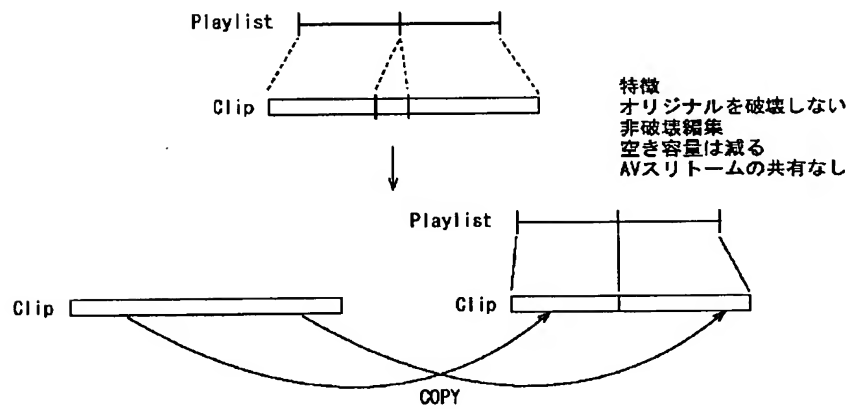 Playlist
Clip
特徴
オリジナルを破壊しない
非破壊編集
空き容量は減る
AVスリトームの共有なし
Playlist
Clip
Clip
COPY